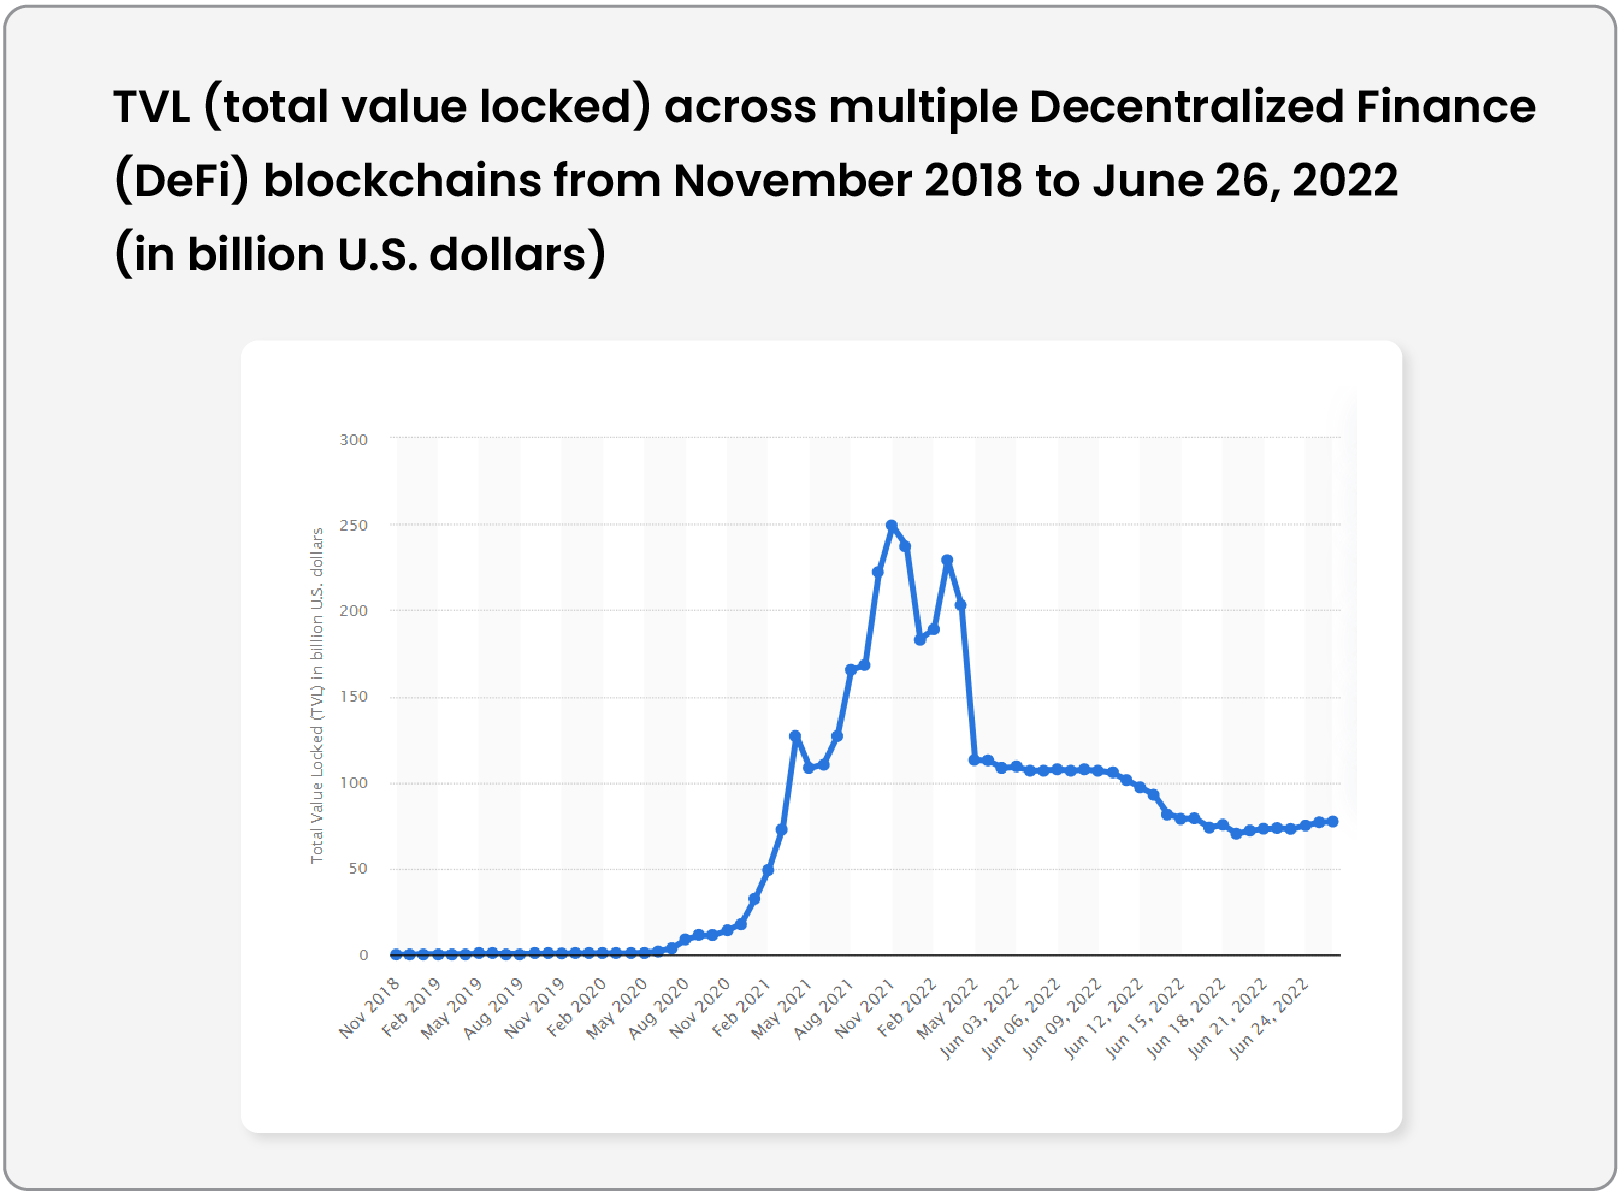 TVL (total value locked) across multiple Decentralized Finance
(DeFi) blockchains from November 2018 to June 26, 2022
(in billion U.S. dollars)
Total Value Locked (TVL) in billion U.S. dollars
300
250
200
150
100
50
0
Nov 2018
Feb 2019
May 2019
Aug 2019
Nov 2019
Feb 2020
May 2020
Aug 2020
Nov 2020
Feb 2021
May 2021
Aug 2021
Nov 2021
Feb 2022
May 2022
Jun 03, 2022
Jun 06, 2022
Jun 09, 2022
Jun 12, 2022
Jun 15, 2022
Jun 18, 2022
Jun 21, 2022
Jun 24, 2022